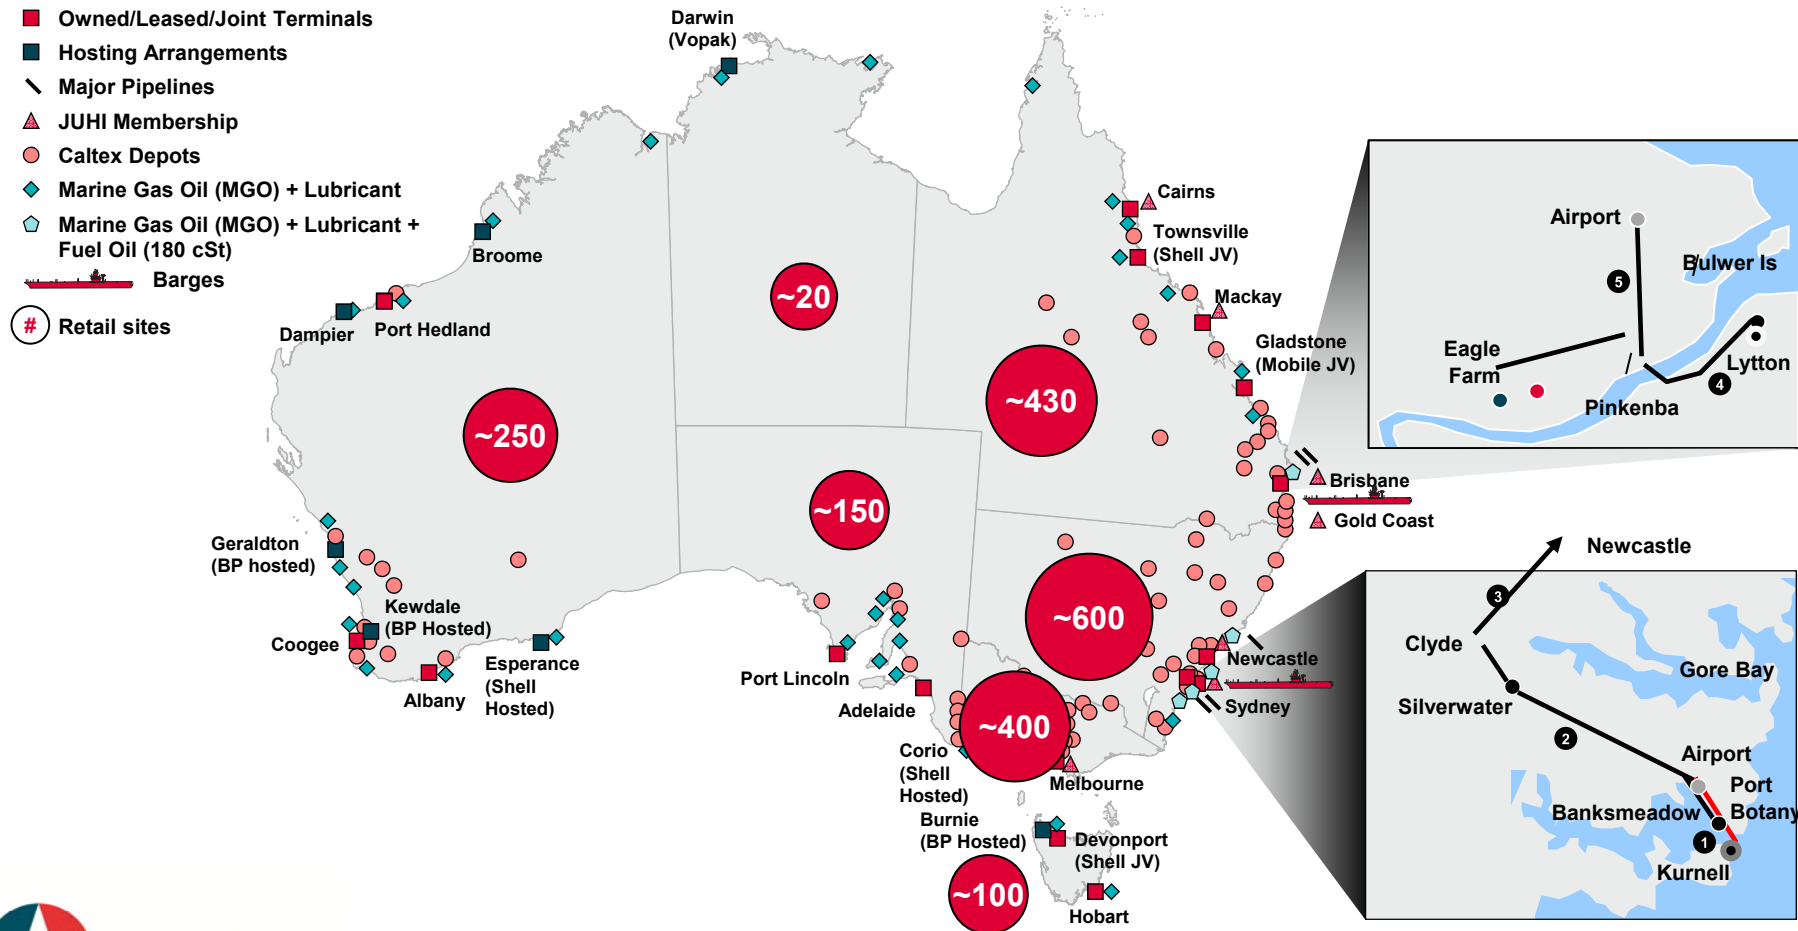 Owned/Leased/Joint Terminals
Hosting Arrangements
Major Pipelines
JUHI Membership
Caltex Depots
Marine Gas Oil (MGO) + Lubricant
Marine Gas Oil (MGO) + Lubricant +
Fuel Oil (180 cSt)
Barges
# Retail sites
Darwin
(Vopak)
Broome
Dampier
Port Hedland
~20
~250
~430
~150
~600
~400
~100
Cairns
Townsville
(Shell JV)
Mackay
Gladstone
(Mobile JV)
Brisbane
Gold Coast
Geraldton
(BP hosted)
Kewdale
(BP Hosted)
Coogee
Albany
Esperance
(Shell
Hosted)
Port Lincoln
Adelaide
Newcastle
Sydney
Corio
(Shell
Hosted)
Melbourne
Burnie
(BP Hosted)
Devonport
(Shell JV)
Hobart
Airport
Bulwer Is
5
Eagle
Farm
Lytton
4
Pinkenba
Newcastle
3
Clyde
Gore Bay
Silverwater
2
Airport
Port
Botany
Banksmeadow
1
Kurnell